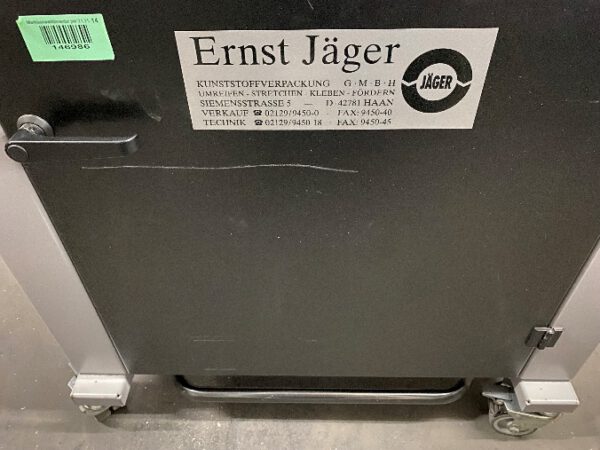 146986
Ernst Jäger
JÄGER
KUNSTSTOFFVERPACKUNG G·M·B·H
UMREIFEN - STRETCHEN - KLEBEN - FÖRDERN
SIEMENSSTRASSE 5 — D 42781 HAAN
VERKAUF ☎ 02129/9450-0 · FAX: 9450-40
TECHNIK ☎ 02129/9450 18 · FAX: 9450-45